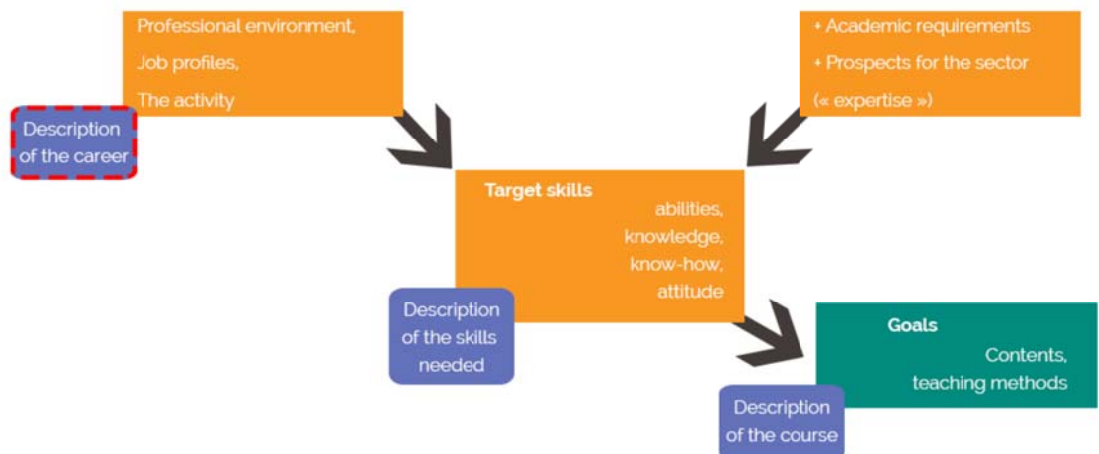 Professional environment,
Job profiles,
The activity
Description
of the career
+ Academic requirements
+ Prospects for the sector
(« expertise »)
Target skills
abilities,
knowledge,
know-how,
attitude
Description
of the skills
needed
Goals
Contents,
teaching methods
Description
of the course